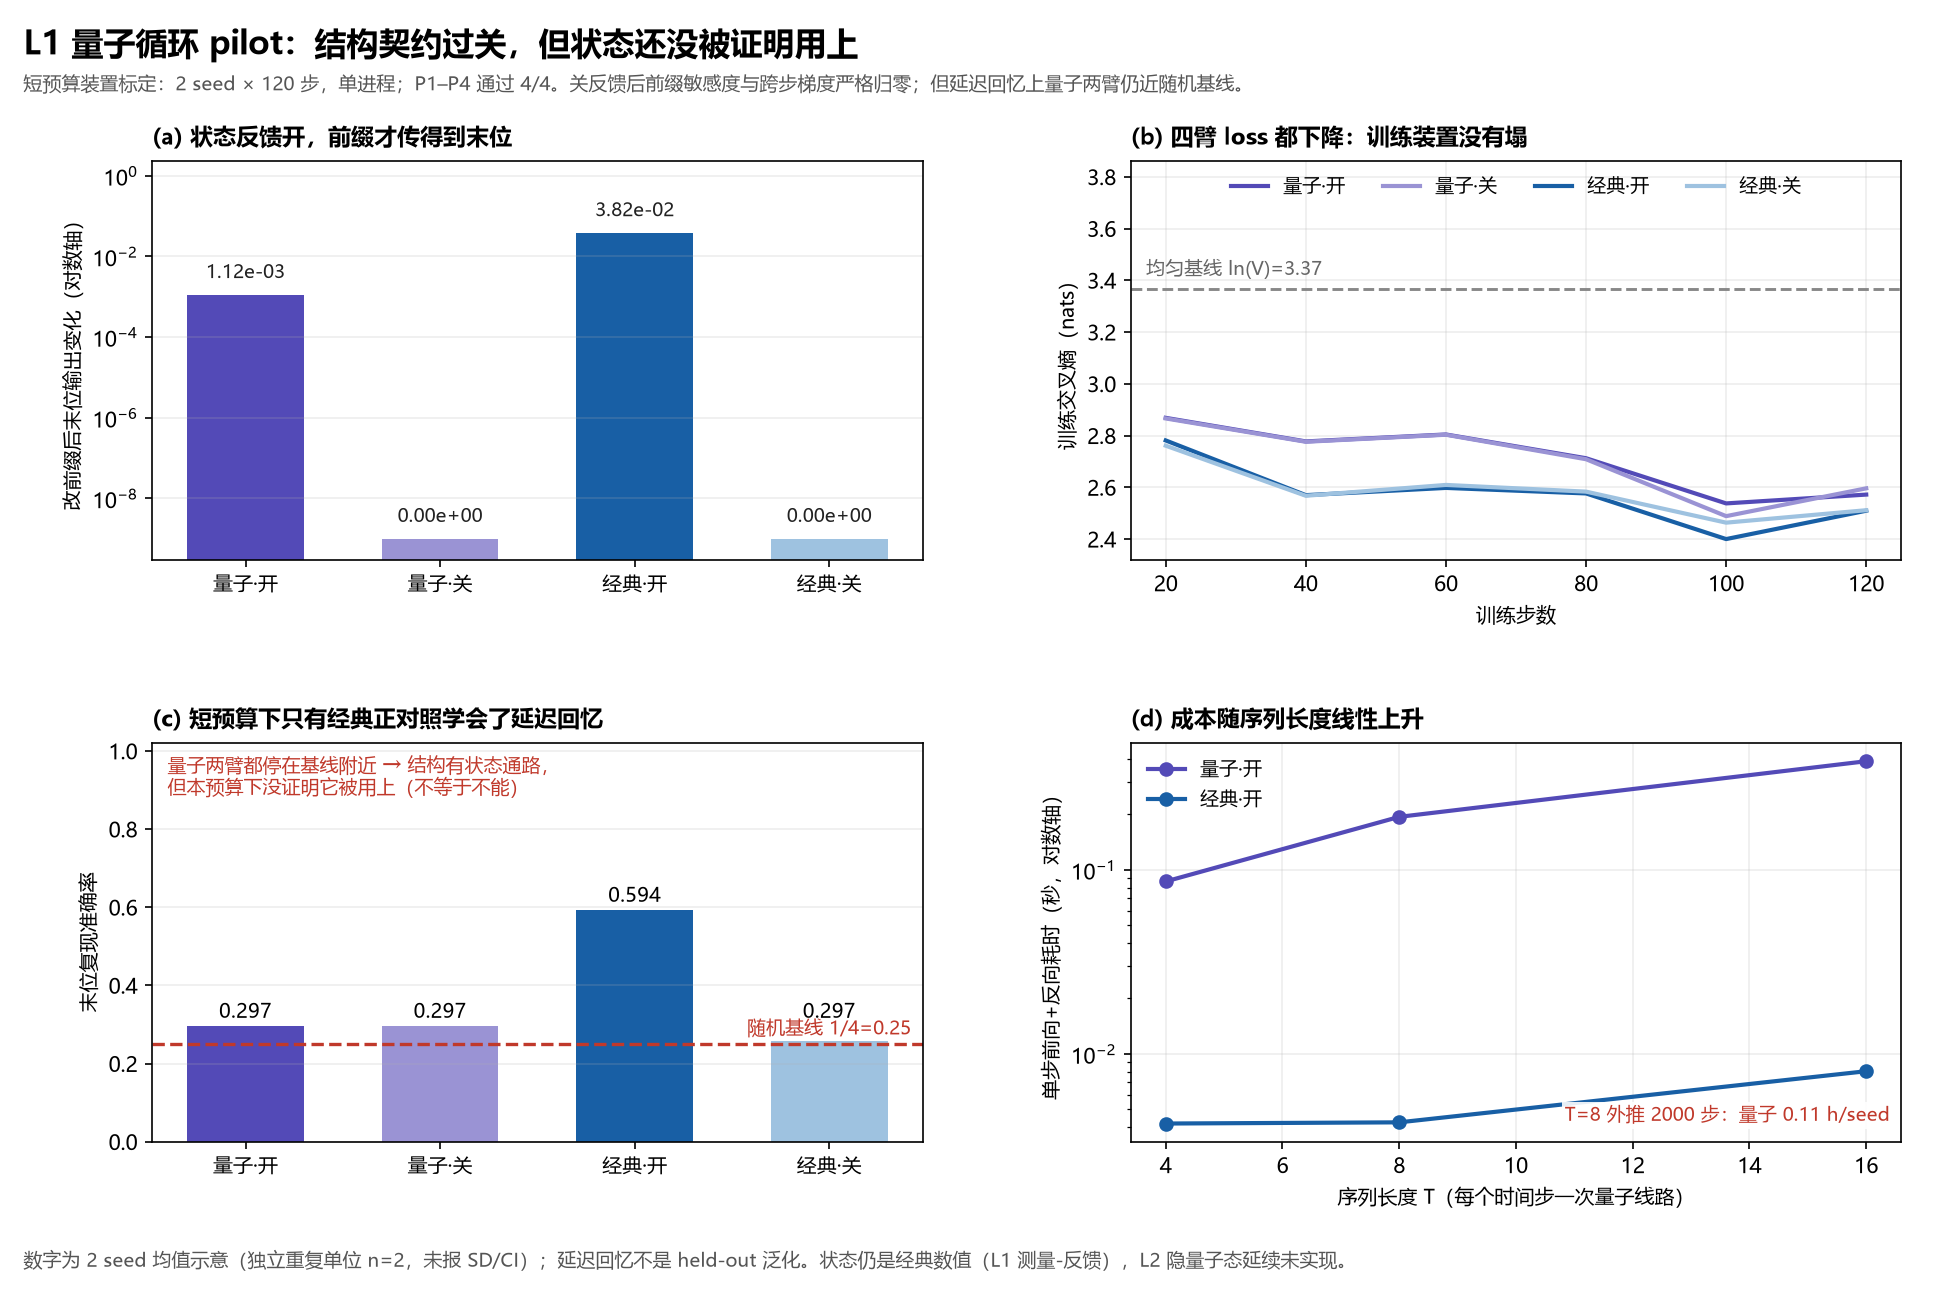 L1 量子循环 pilot：结构契约过关，但状态还没被证明用上
短预算装置标定：2 seed × 120 步，单进程；P1–P4 通过 4/4。关反馈后前缀敏感度与跨步梯度严格归零；但延迟回忆上量子两臂仍近随机基线。
(a) 状态反馈开，前缀才传得到末位
改前缀后末位输出变化（对数轴）
10⁰
10⁻²
10⁻⁴
10⁻⁶
10⁻⁸
1.12e-03
0.00e+00
3.82e-02
0.00e+00
量子·开
量子·关
经典·开
经典·关
(b) 四臂 loss 都下降：训练装置没有塌
训练交叉熵（nats）
3.8
3.6
3.4
3.2
3.0
2.8
2.6
2.4
量子·开
量子·关
经典·开
经典·关
均匀基线 ln(V)=3.37
20
40
60
80
100
120
训练步数
(c) 短预算下只有经典正对照学会了延迟回忆
末位复现准确率
1.0
0.8
0.6
0.4
0.2
0.0
量子两臂都停在基线附近 → 结构有状态通路，
但本预算下没证明它被用上（不等于不能）
0.297
0.297
0.594
0.297
随机基线 1/4=0.25
量子·开
量子·关
经典·开
经典·关
(d) 成本随序列长度线性上升
单步前向+反向耗时（秒，对数轴）
10⁻¹
10⁻²
量子·开
经典·开
T=8 外推 2000 步：量子 0.11 h/seed
4
6
8
10
12
14
16
序列长度 T（每个时间步一次量子线路）
数字为 2 seed 均值示意（独立重复单位 n=2，未报 SD/CI）；延迟回忆不是 held-out 泛化。状态仍是经典数值（L1 测量-反馈），L2 隐量子态延续未实现。